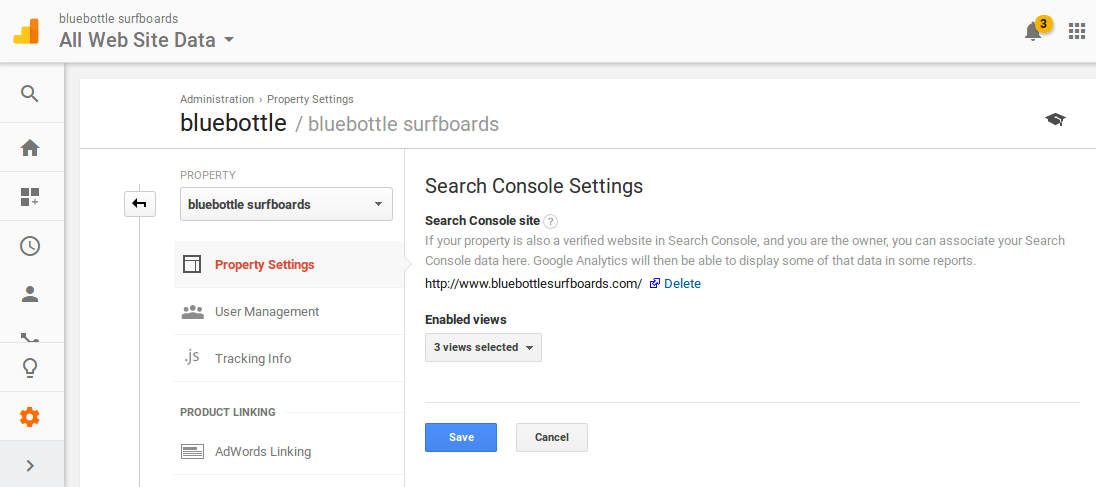 bluebottle surfboards
All Web Site Data
3
Administration › Property Settings
bluebottle / bluebottle surfboards
PROPERTY
bluebottle surfboards
Property Settings
User Management
.js Tracking Info
PRODUCT LINKING
AdWords Linking
Search Console Settings
Search Console site ?
If your property is also a verified website in Search Console, and you are the owner, you can associate your Search
Console data here. Google Analytics will then be able to display some of that data in some reports.
http://www.bluebottlesurfboards.com/ Delete
Enabled views
3 views selected
Save Cancel